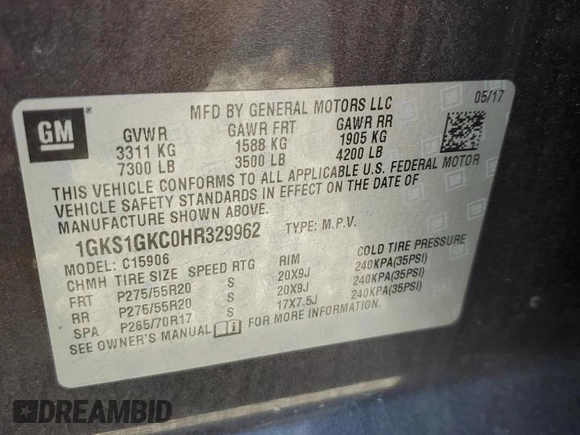 GM
MFD BY GENERAL MOTORS LLC 05/17
GVWR GAWR FRT GAWR RR
3311 KG 1588 KG 1905 KG
7300 LB 3500 LB 4200 LB
THIS VEHICLE CONFORMS TO ALL APPLICABLE U.S. FEDERAL MOTOR
VEHICLE SAFETY STANDARDS IN EFFECT ON THE DATE OF
MANUFACTURE SHOWN ABOVE.
1GKS1GKC0HR329962 TYPE: M.P.V.
MODEL: C15906
CHMH TIRE SIZE SPEED RTG RIM COLD TIRE PRESSURE
FRT P275/55R20 S 20X9J 240KPA(35PSI)
RR P275/55R20 S 20X9J 240KPA(35PSI)
SPA P265/70R17 S 17X7.5J 240KPA(35PSI)
SEE OWNER'S MANUAL FOR MORE INFORMATION.
DREAMBID